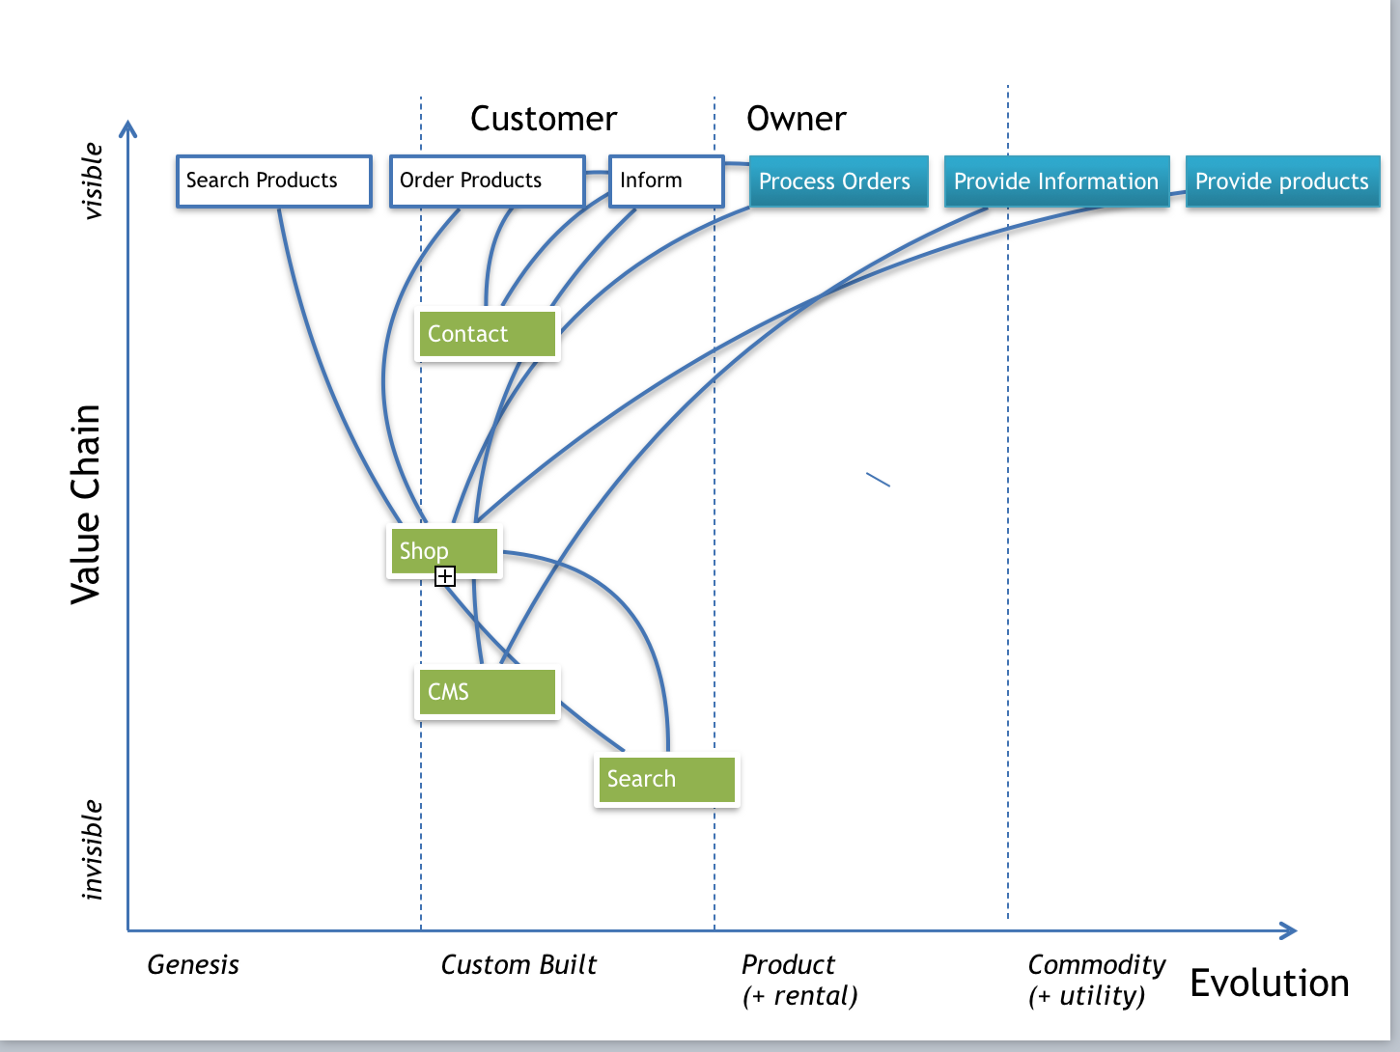 Customer
Owner
visible
Search Products
Order Products
Inform
Process Orders
Provide Information
Provide products
Contact
Value Chain
Shop
CMS
Search
invisible
Genesis
Custom Built
Product
(+ rental)
Commodity
(+ utility)
Evolution